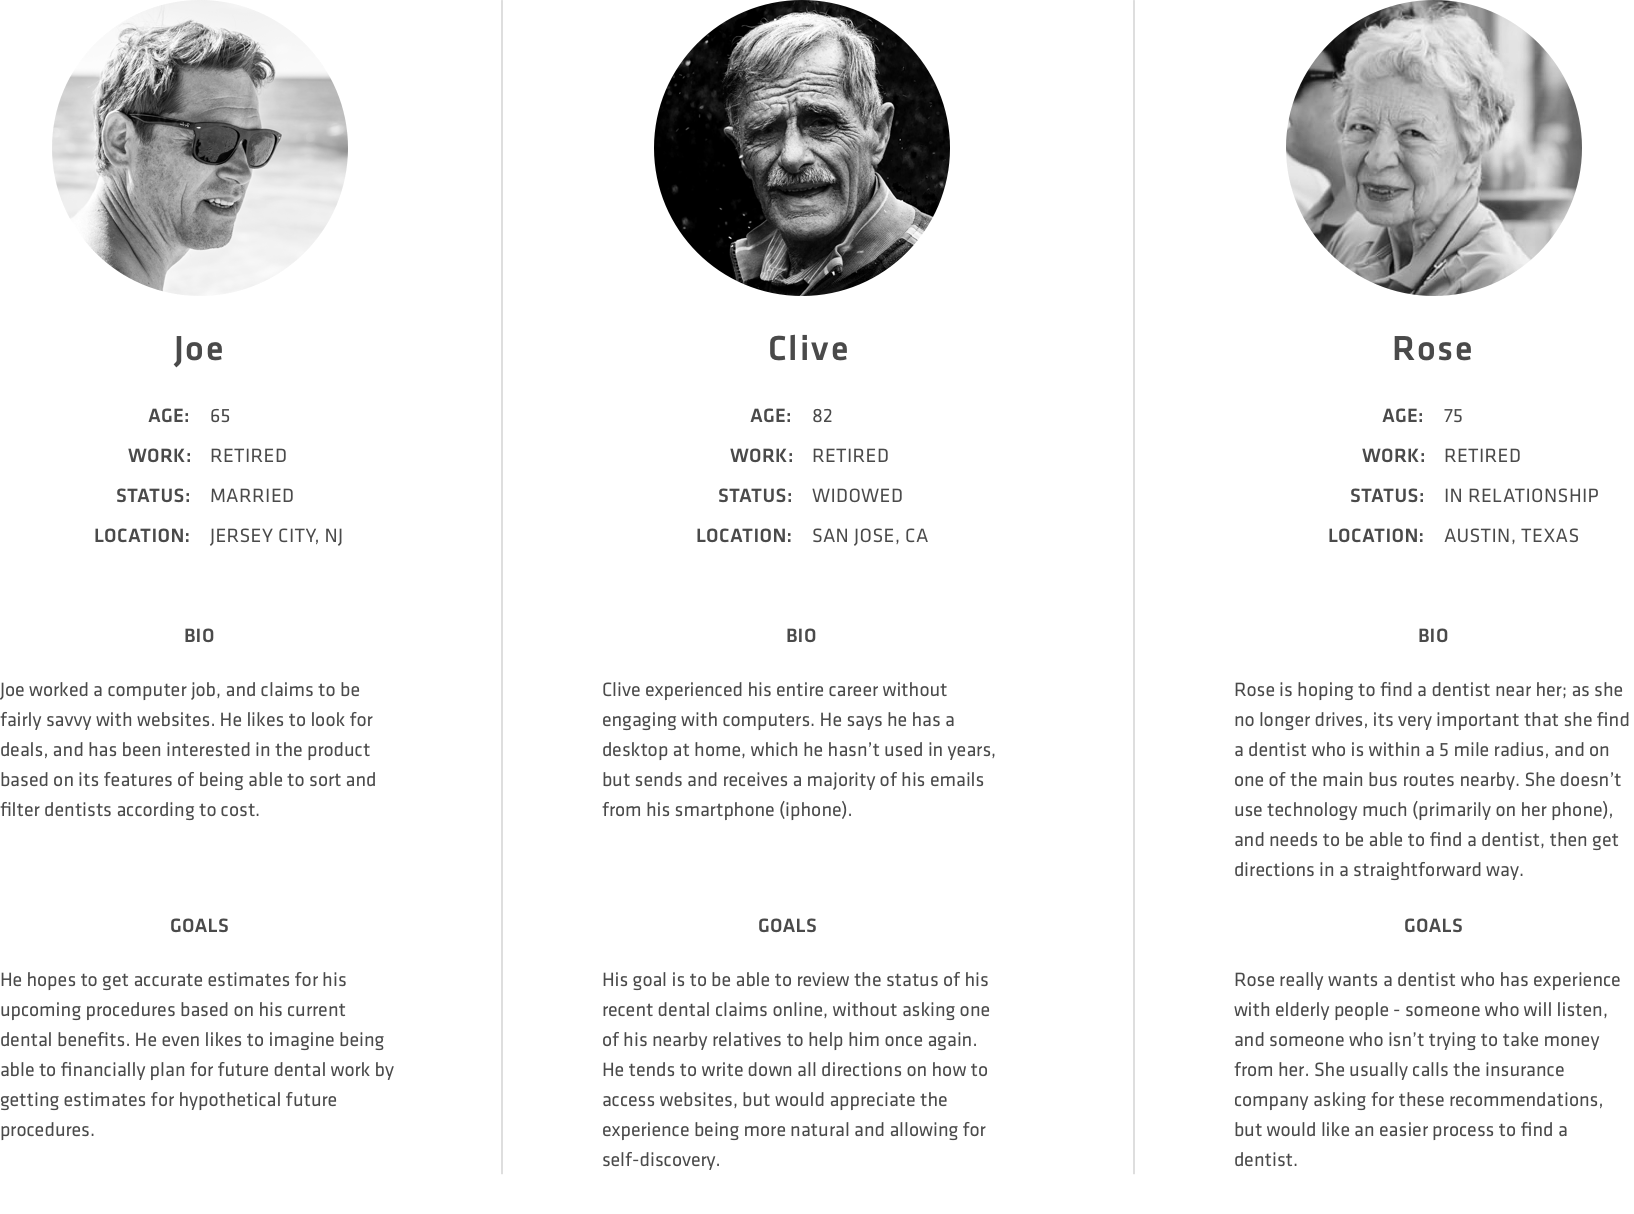 Joe
AGE: 65
WORK: RETIRED
STATUS: MARRIED
LOCATION: JERSEY CITY, NJ
BIO
Joe worked a computer job, and claims to be
fairly savvy with websites. He likes to look for
deals, and has been interested in the product
based on its features of being able to sort and
filter dentists according to cost.
GOALS
He hopes to get accurate estimates for his
upcoming procedures based on his current
dental benefits. He even likes to imagine being
able to financially plan for future dental work by
getting estimates for hypothetical future
procedures.
Clive
AGE: 82
WORK: RETIRED
STATUS: WIDOWED
LOCATION: SAN JOSE, CA
BIO
Clive experienced his entire career without
engaging with computers. He says he has a
desktop at home, which he hasn't used in years,
but sends and receives a majority of his emails
from his smartphone (iphone).
GOALS
His goal is to be able to review the status of his
recent dental claims online, without asking one
of his nearby relatives to help him once again.
He tends to write down all directions on how to
access websites, but would appreciate the
experience being more natural and allowing for
self-discovery.
Rose
AGE: 75
WORK: RETIRED
STATUS: IN RELATIONSHIP
LOCATION: AUSTIN, TEXAS
BIO
Rose is hoping to find a dentist near her; as she
no longer drives, its very important that she find
a dentist who is within a 5 mile radius, and on
one of the main bus routes nearby. She doesn't
use technology much (primarily on her phone),
and needs to be able to find a dentist, then get
directions in a straightforward way.
GOALS
Rose really wants a dentist who has experience
with elderly people - someone who will listen,
and someone who isn't trying to take money
from her. She usually calls the insurance
company asking for these recommendations,
but would like an easier process to find a
dentist.